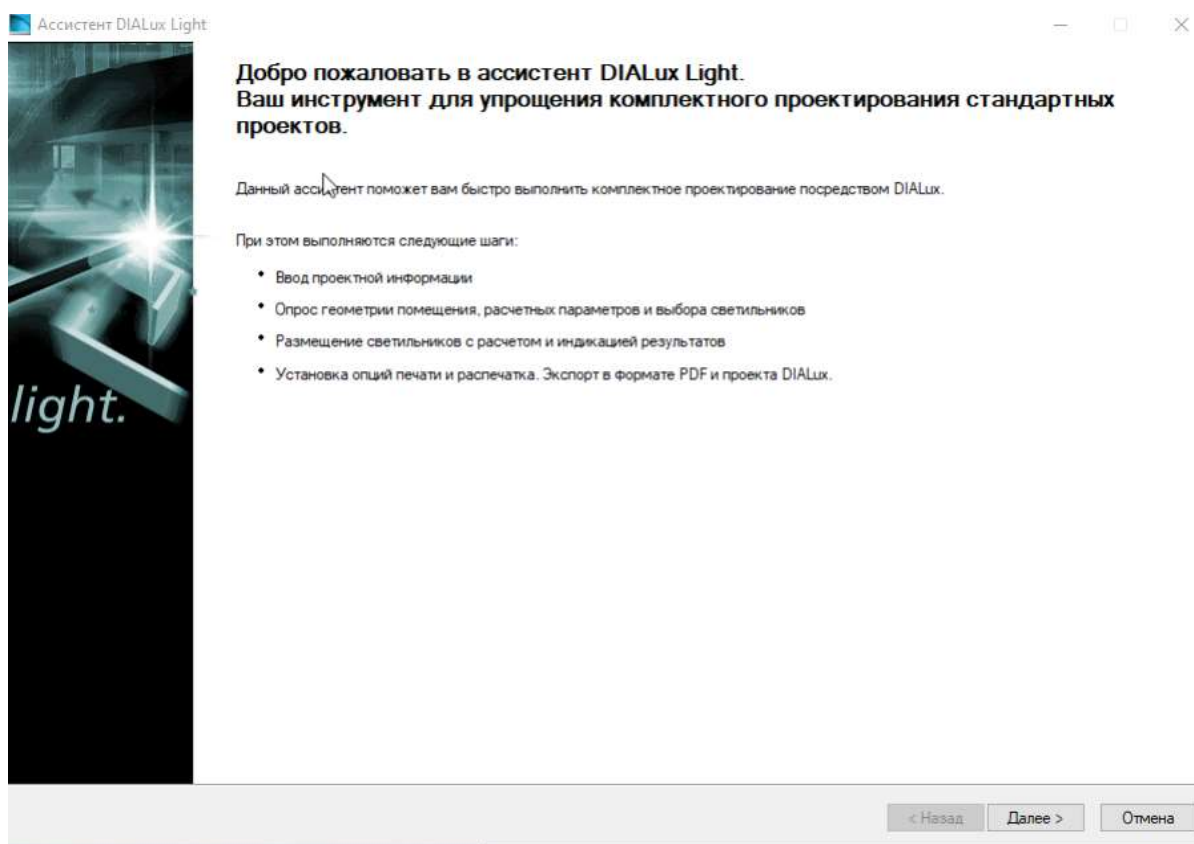 Ассистент DIALux Light
Добро пожаловать в ассистент DIALux Light.
Ваш инструмент для упрощения комплектного проектирования стандартных
проектов.
Данный ассистент поможет вам быстро выполнить комплектное проектирование посредством DIALux.
При этом выполняются следующие шаги:
• Ввод проектной информации
• Опрос геометрии помещения, расчетных параметров и выбора светильников
• Размещение светильников с расчетом и индикацией результатов
• Установка опций печати и распечатка. Экспорт в формате PDF и проекта DIALux.
light.
< Назад Далее > Отмена